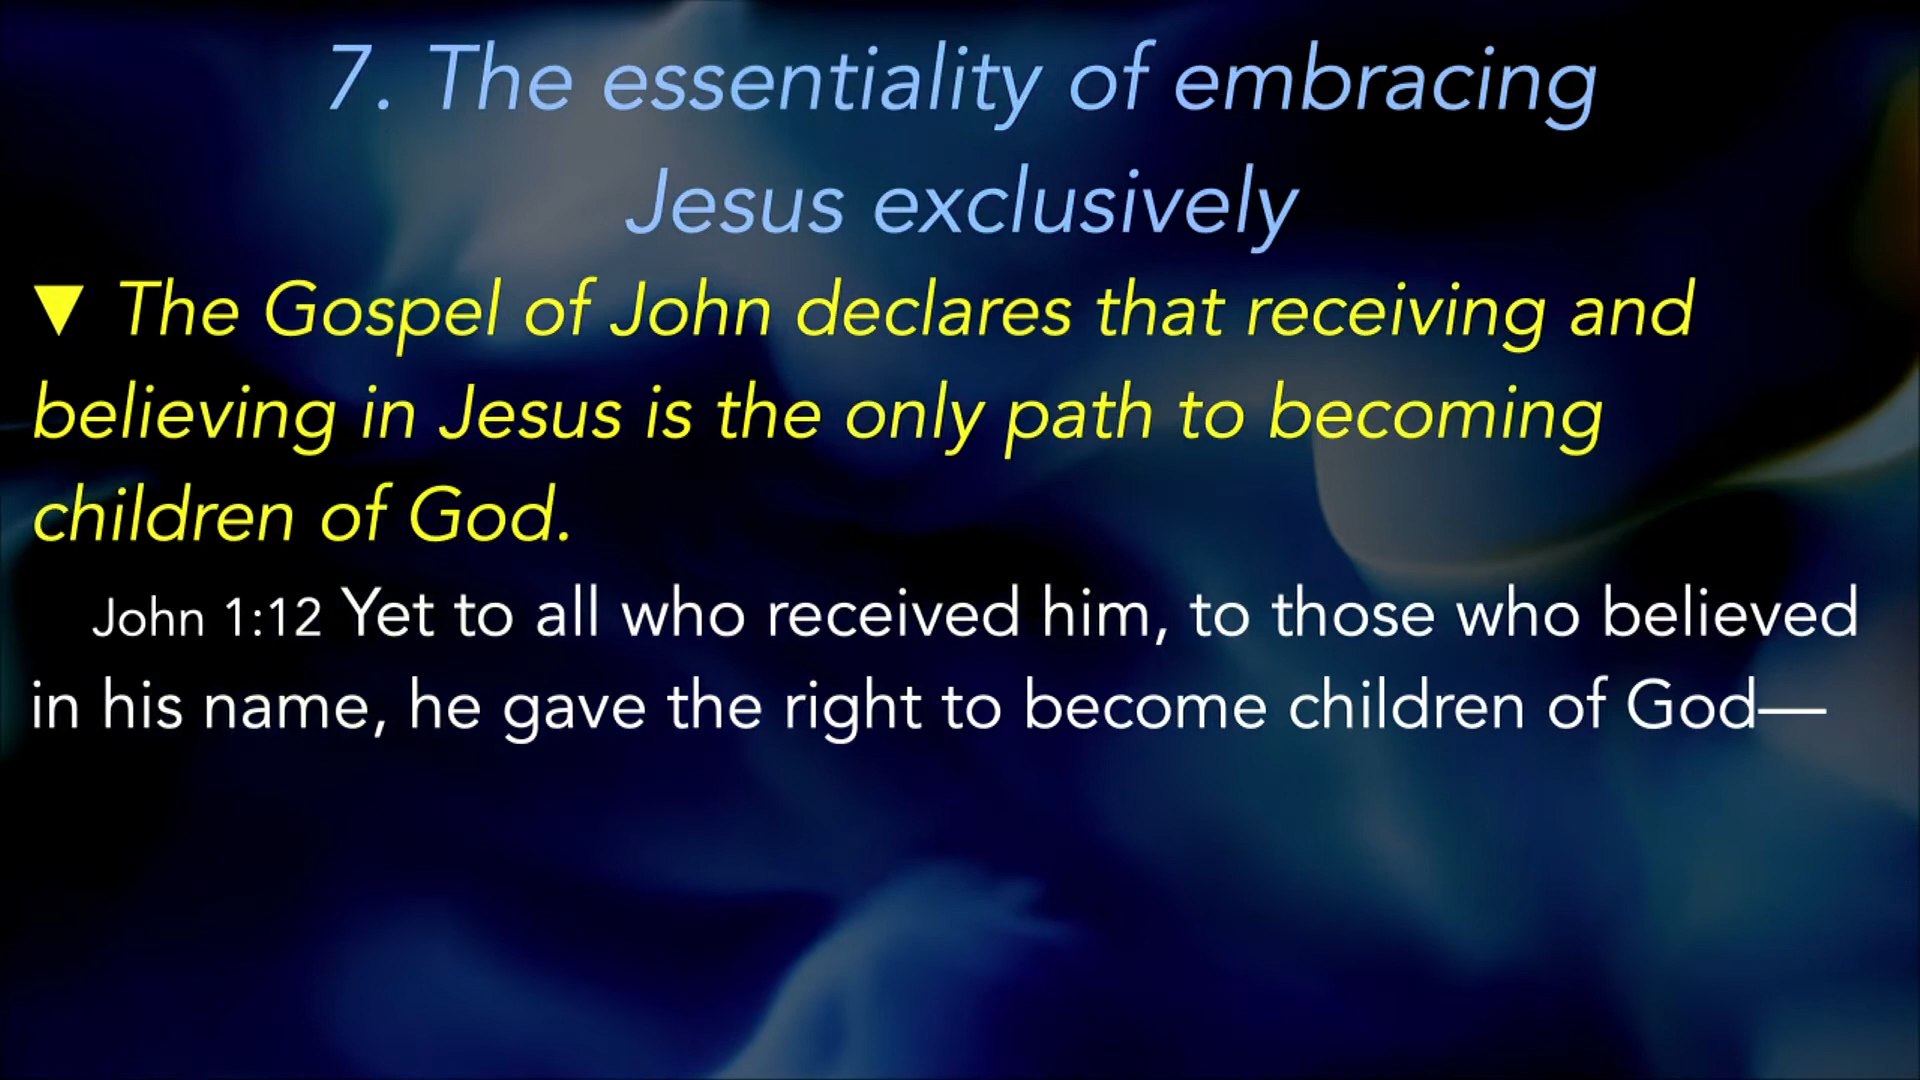 7. The essentiality of embracing
Jesus exclusively
▼ The Gospel of John declares that receiving and
believing in Jesus is the only path to becoming
children of God.
John 1:12 Yet to all who received him, to those who believed
in his name, he gave the right to become children of God—